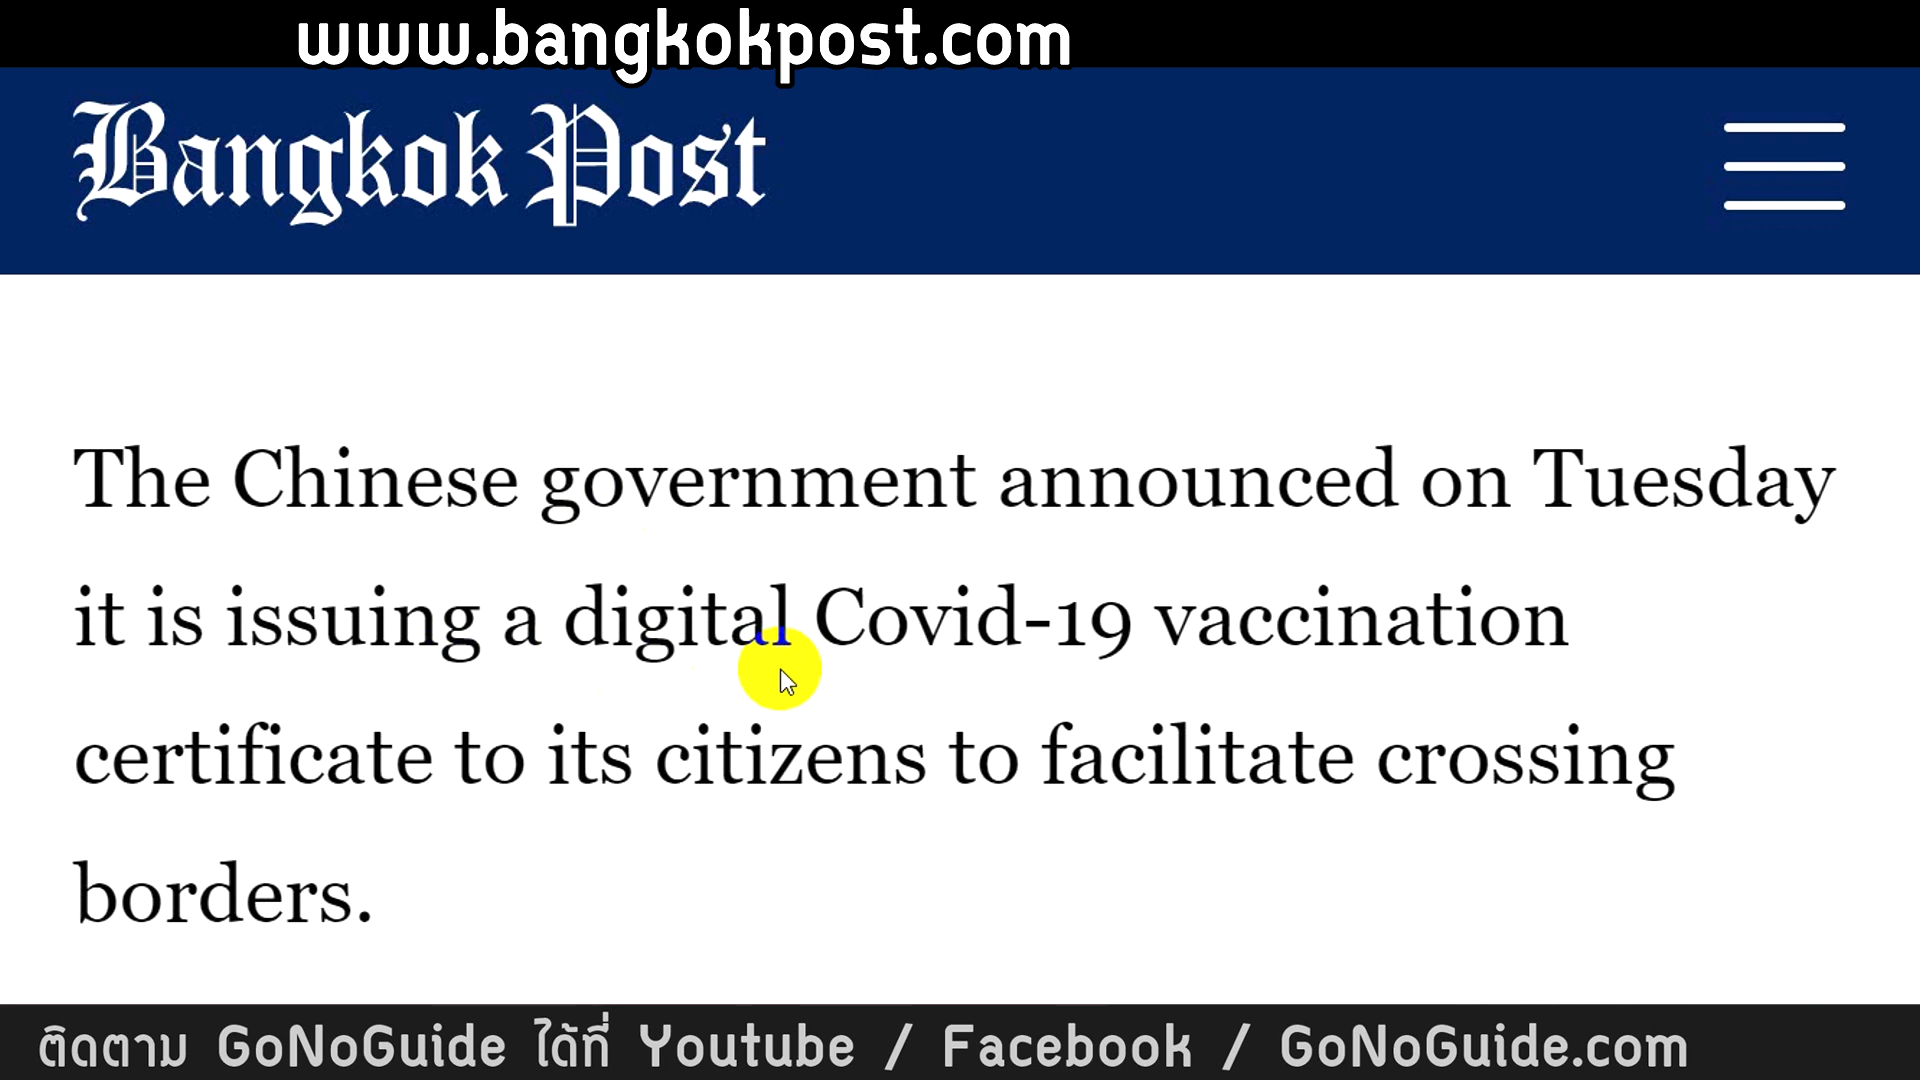 www.bangkokpost.com
Bangkok Post
The Chinese government announced on Tuesday
it is issuing a digital Covid-19 vaccination
certificate to its citizens to facilitate crossing
borders.
ติดตาม GoNoGuide ได้ที่ Youtube / Facebook / GoNoGuide.com